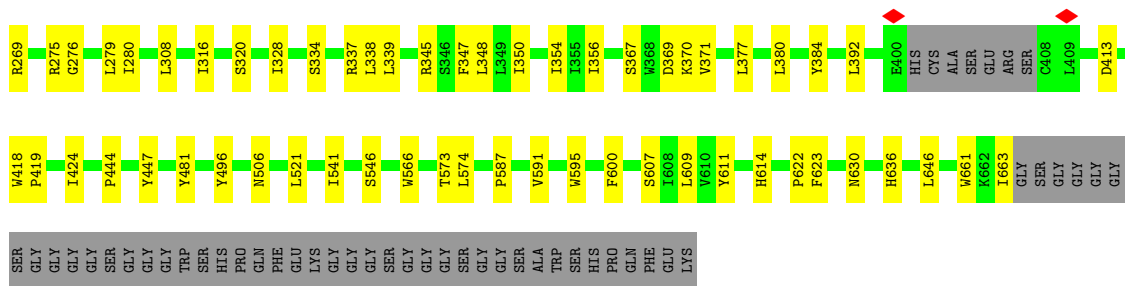 R269 R275 G276 L279 I280 L308 I316 S320 I328 S334 R337 L338 L339 R345 S346 F347 L348 L349 I350 I354 I355 I356 S367 W368 D369 K370 V371 L377 L380 Y384 L392 E400 HIS CYS ALA SER GLU ARG SER C408 L409 D413
W418 P419 I424 P444 Y447 Y481 Y496 N506 L521 I541 S546 W566 T573 L574 P587 V591 W595 F600 S607 I608 L609 V610 Y611 H614 P622 F623 N630 H636 L646 W661 K662 I663 GLY SER GLY GLY GLY GLY
SER GLY GLY GLY GLY SER GLY GLY GLY TRP SER HIS PRO GLN PHE GLU LYS GLY GLY GLY SER GLY GLY GLY GLY SER GLY GLY SER ALA TRP SER HIS PRO GLN PHE GLU LYS